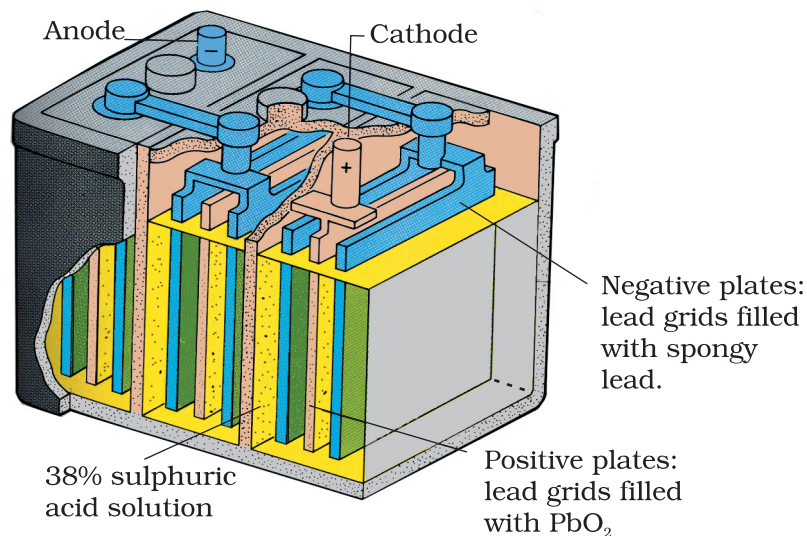 Anode
Cathode
−
+
Negative plates:
lead grids filled
with spongy
lead.
38% sulphuric
acid solution
Positive plates:
lead grids filled
with PbO₂